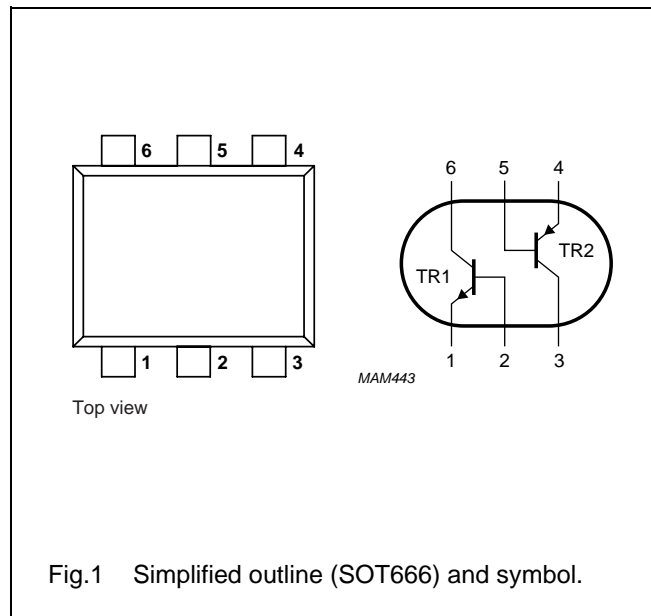 6 5 4
1 2 3
Top view
6 5 4
TR1
TR2
1 2 3
MAM443
Fig.1 Simplified outline (SOT666) and symbol.